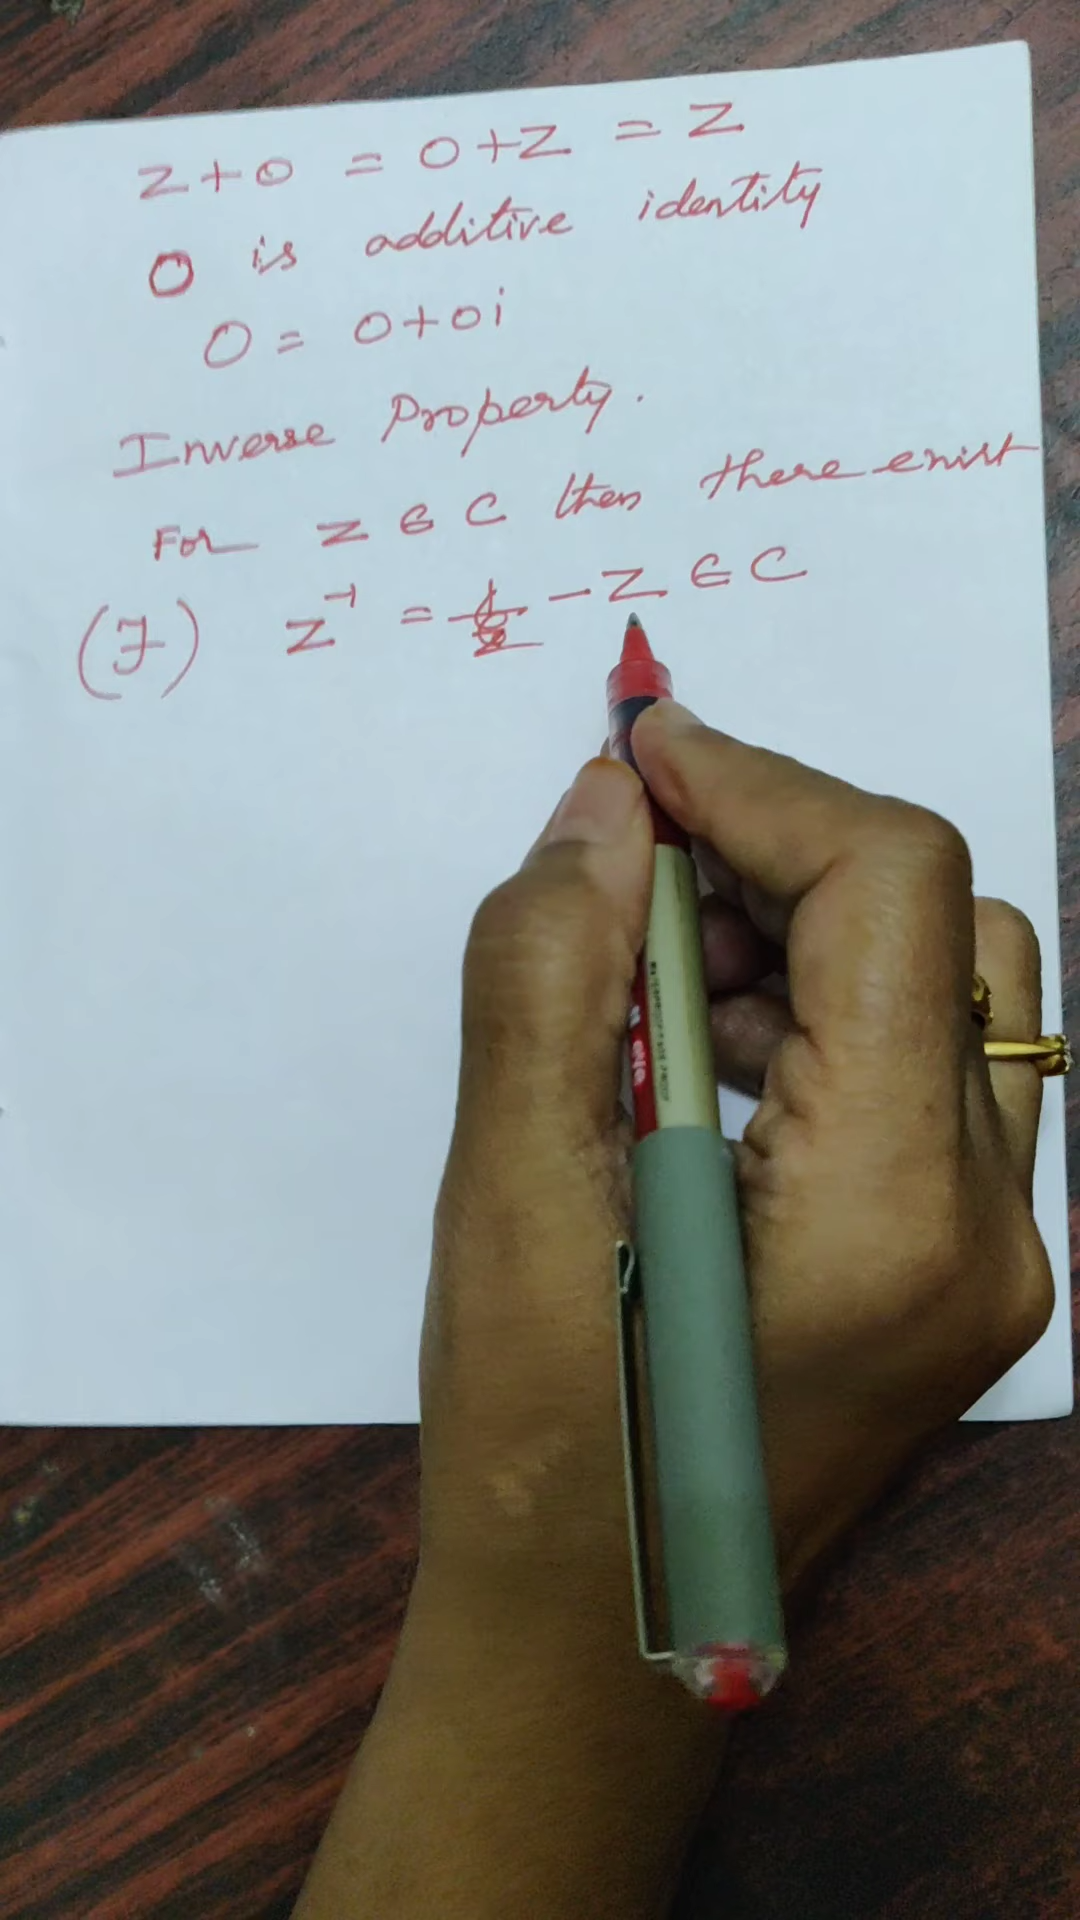 z + 0 = 0 + z = z
0 is additive identity
0 = 0 + 0i
Inverse Property.
For z ∈ C then there exist
(∃) z⁻¹ = - z ∈ C